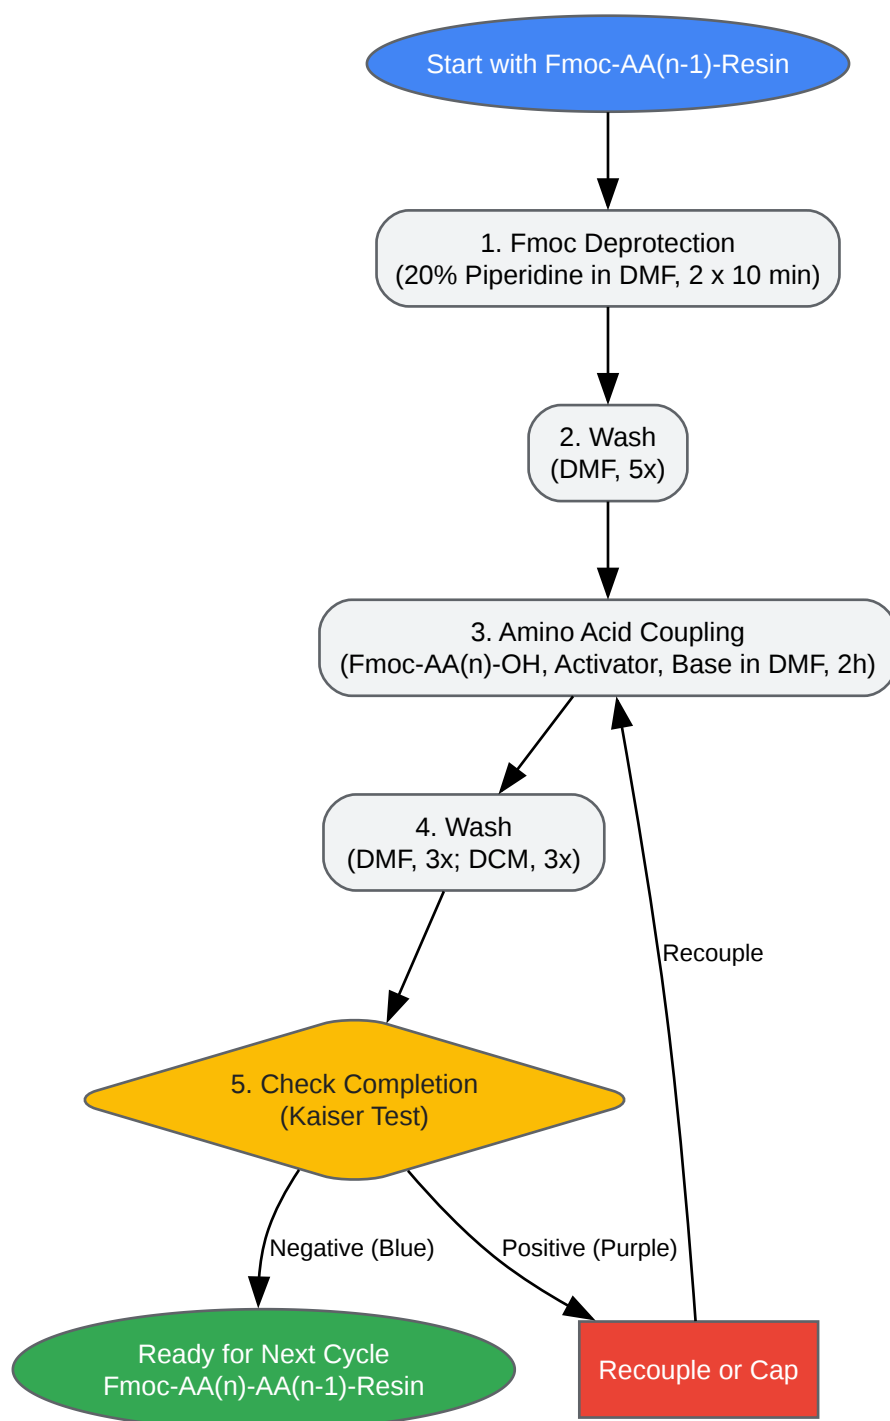 Start with Fmoc-AA(n-1)-Resin
1. Fmoc Deprotection
(20% Piperidine in DMF, 2 x 10 min)
2. Wash
(DMF, 5x)
3. Amino Acid Coupling
(Fmoc-AA(n)-OH, Activator, Base in DMF, 2h)
4. Wash
(DMF, 3x; DCM, 3x)
Recouple
5. Check Completion
(Kaiser Test)
Negative (Blue)
Positive (Purple)
Ready for Next Cycle
Fmoc-AA(n)-AA(n-1)-Resin
Recouple or Cap